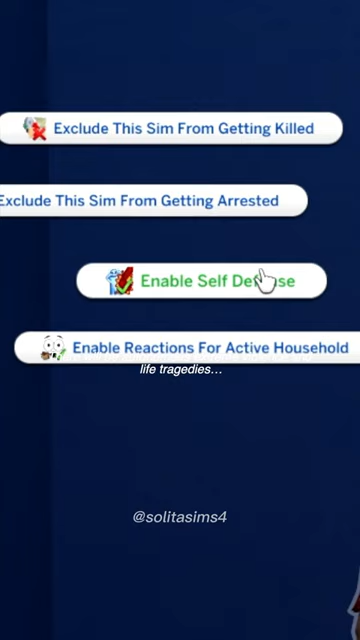 Exclude This Sim From Getting Killed
Exclude This Sim From Getting Arrested
Enable Self Defense
Enable Reactions For Active Household
life tragedies...
@solitasims4